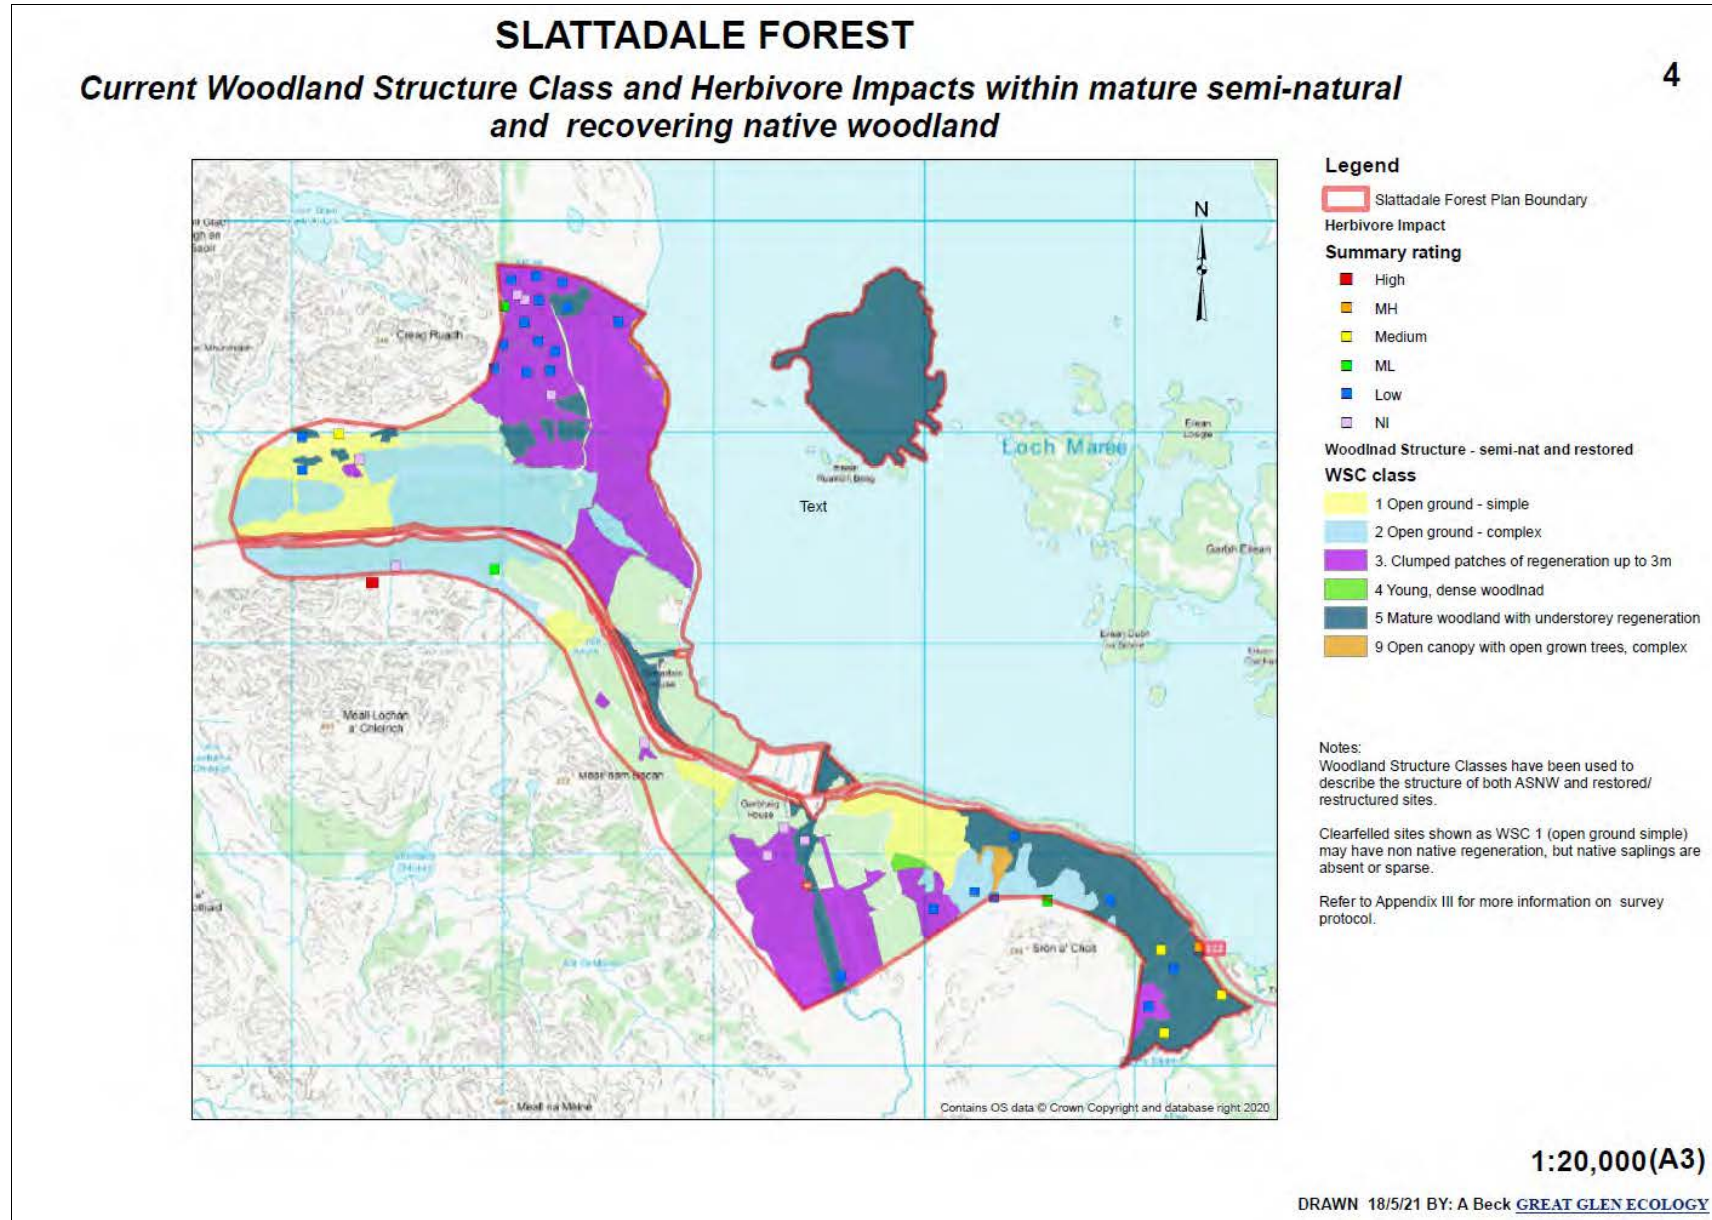 SLATTADALE FOREST
Current Woodland Structure Class and Herbivore Impacts within mature semi-natural
and recovering native woodland
4
N
Creag Ruadh
Loch Maree
Eilean
Text
Garbh Eilean
Meall Lochan
a' Chleirich
Meall nam Bocan
Garbhaig
House
Meall na Meine
Contains OS data © Crown Copyright and database right 2020
Legend
Slattadale Forest Plan Boundary
Herbivore Impact
Summary rating
High
MH
Medium
ML
Low
NI
Woodlnad Structure - semi-nat and restored
WSC class
1 Open ground - simple
2 Open ground - complex
3. Clumped patches of regeneration up to 3m
4 Young, dense woodlnad
5 Mature woodland with understorey regeneration
9 Open canopy with open grown trees, complex
Notes:
Woodland Structure Classes have been used to
describe the structure of both ASNW and restored/
restructured sites.
Clearfelled sites shown as WSC 1 (open ground simple)
may have non native regeneration, but native saplings are
absent or sparse.
Refer to Appendix III for more information on survey
protocol.
1:20,000(A3)
DRAWN 18/5/21 BY: A Beck GREAT GLEN ECOLOGY